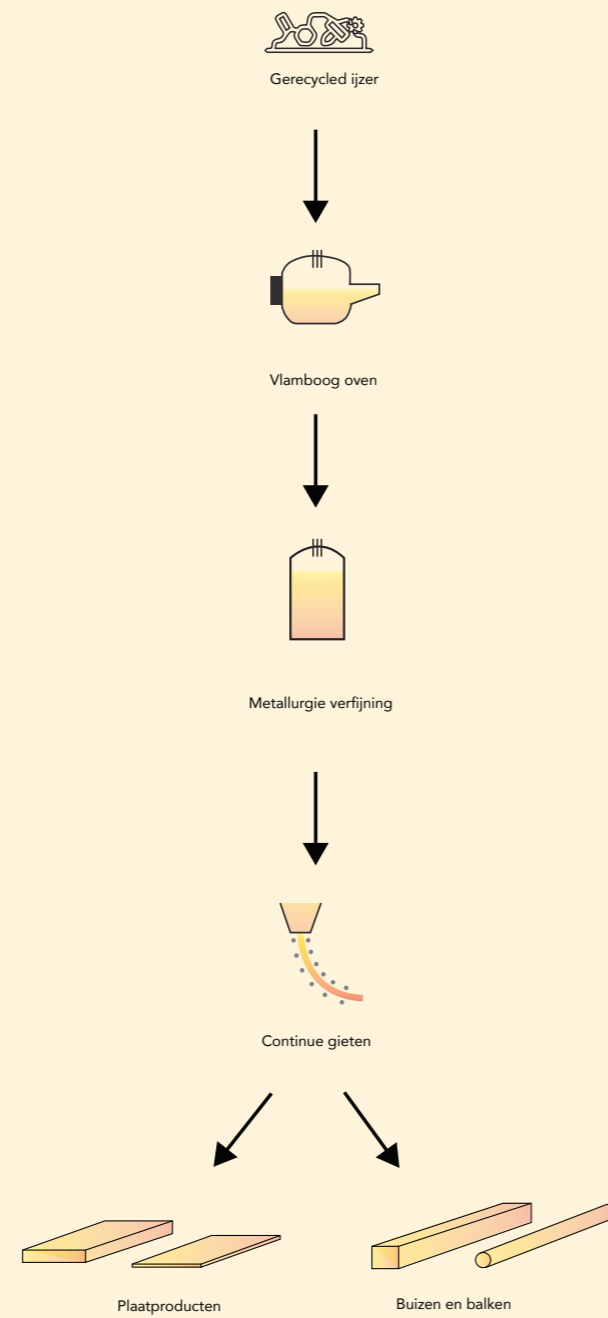 Gerecycled ijzer
Vlamboog oven
Metallurgie verfijning
Continue gieten
Plaatproducten
Buizen en balken